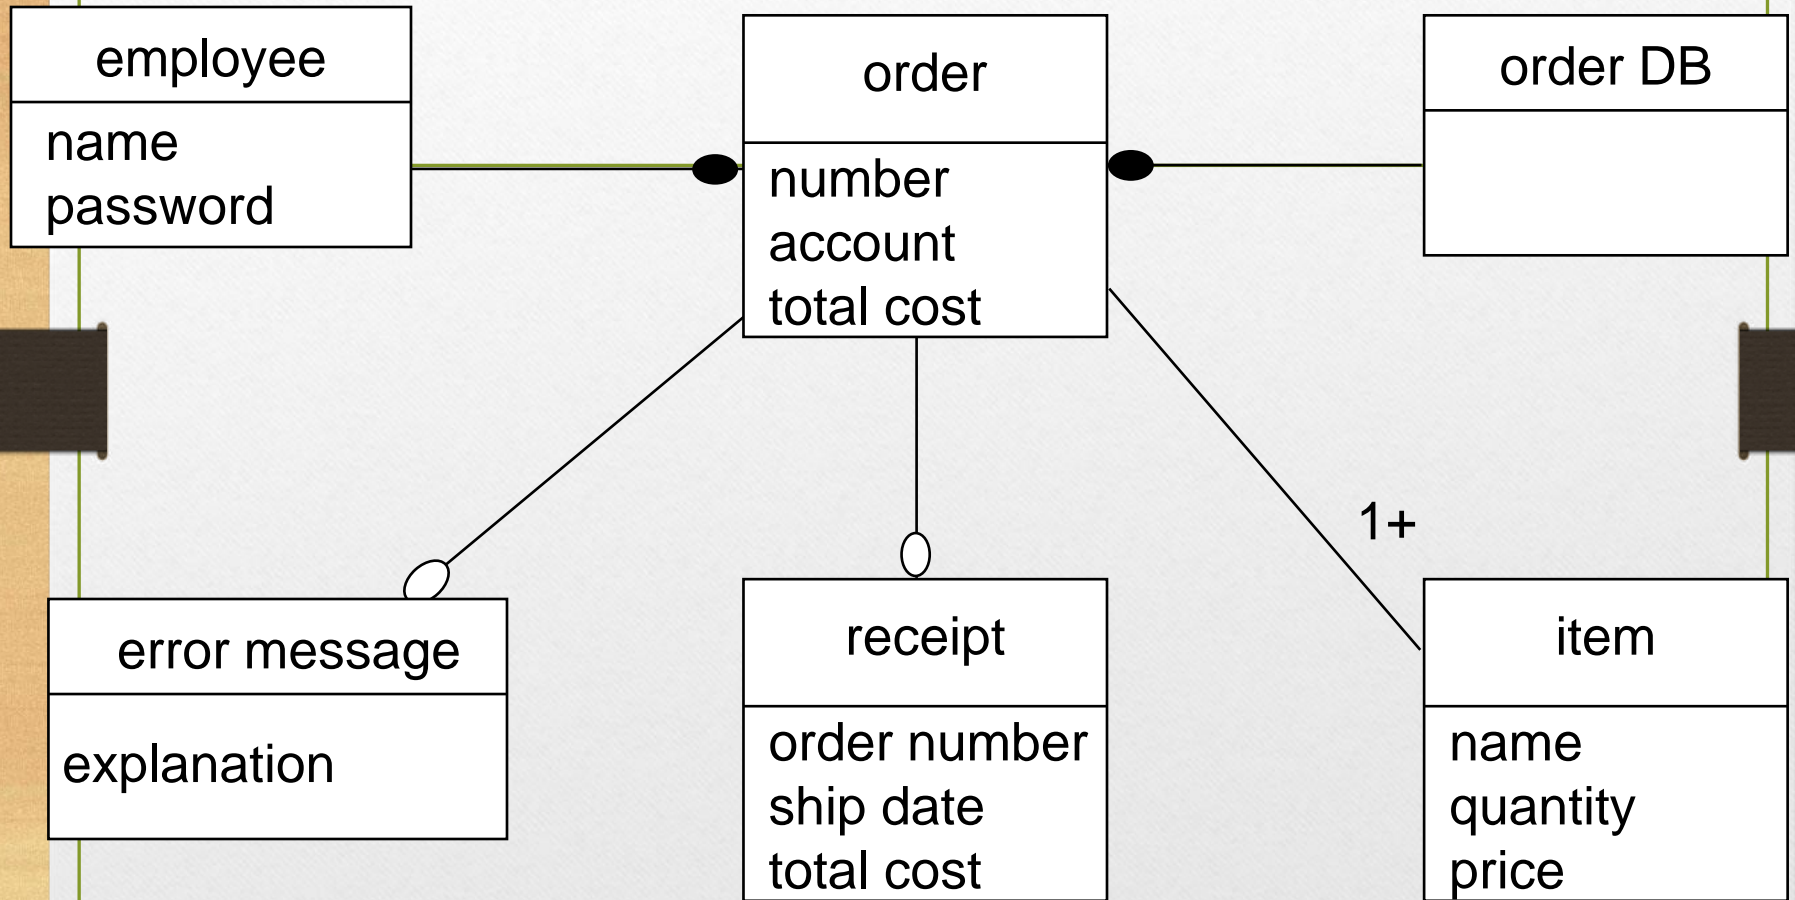 employee
name
password
order
number
account
total cost
order DB
error message
explanation
receipt
order number
ship date
total cost
1+
item
name
quantity
price